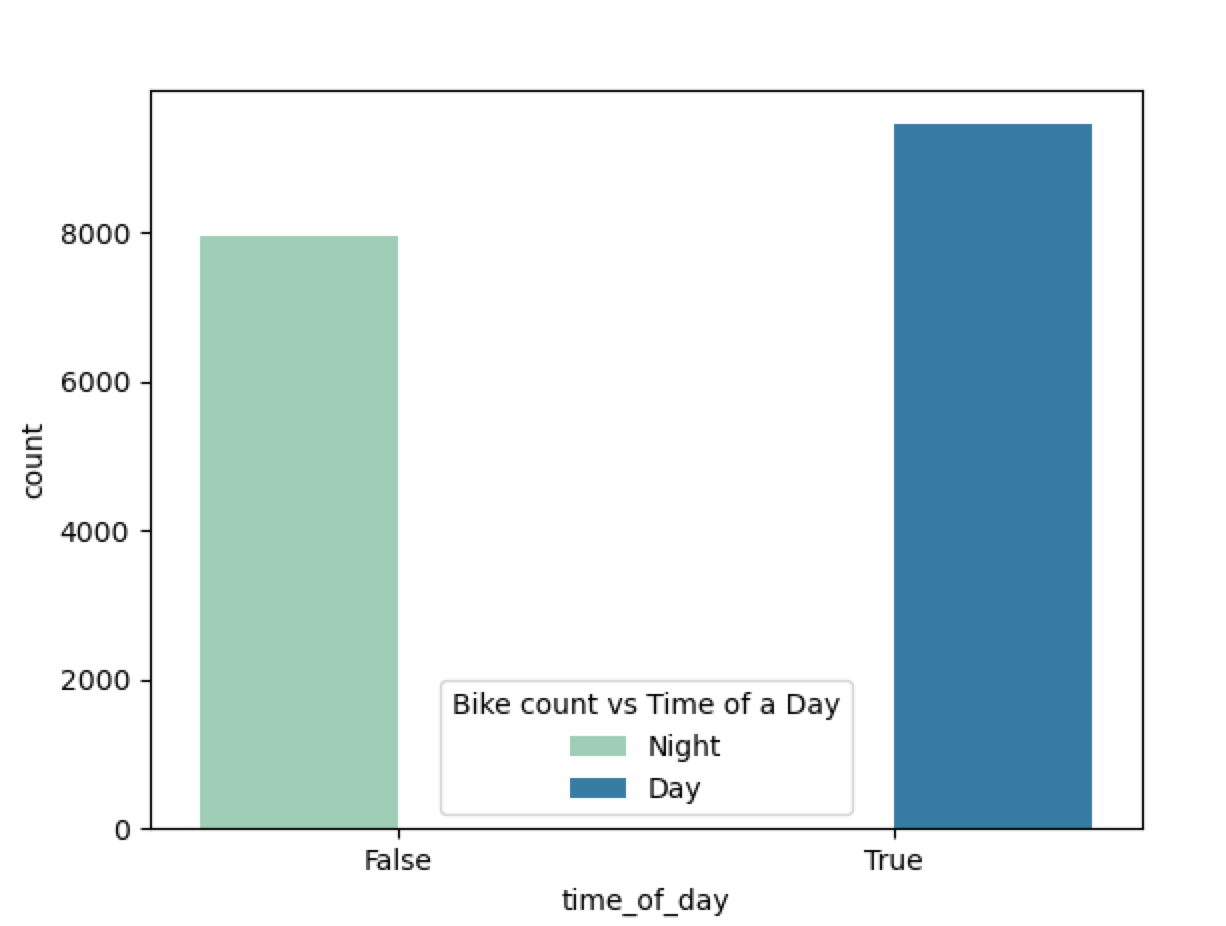 8000
6000
4000
2000
0
count
Bike count vs Time of a Day
Night
Day
False
True
time_of_day